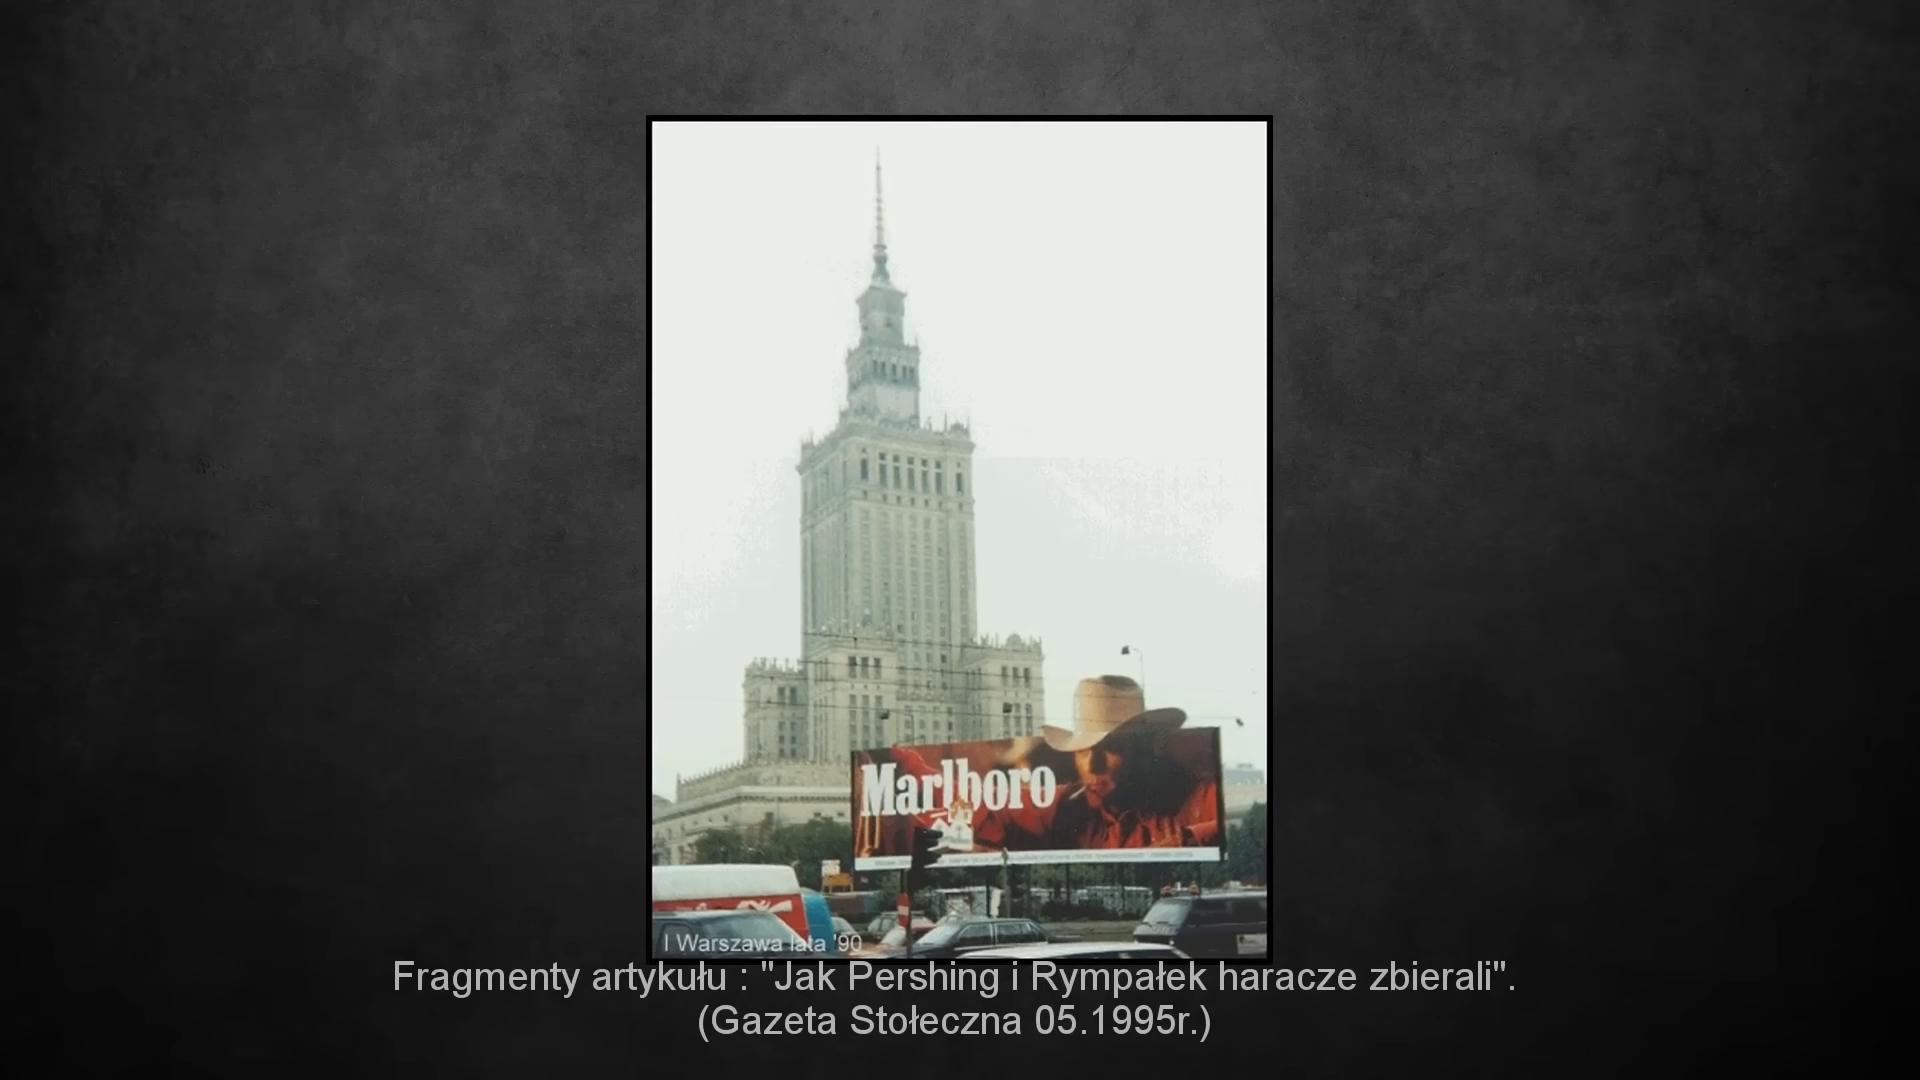 Marlboro
I Warszawa lata '90
Fragmenty artykułu : "Jak Pershing i Rympałek haracze zbierali".
(Gazeta Stołeczna 05.1995r.)